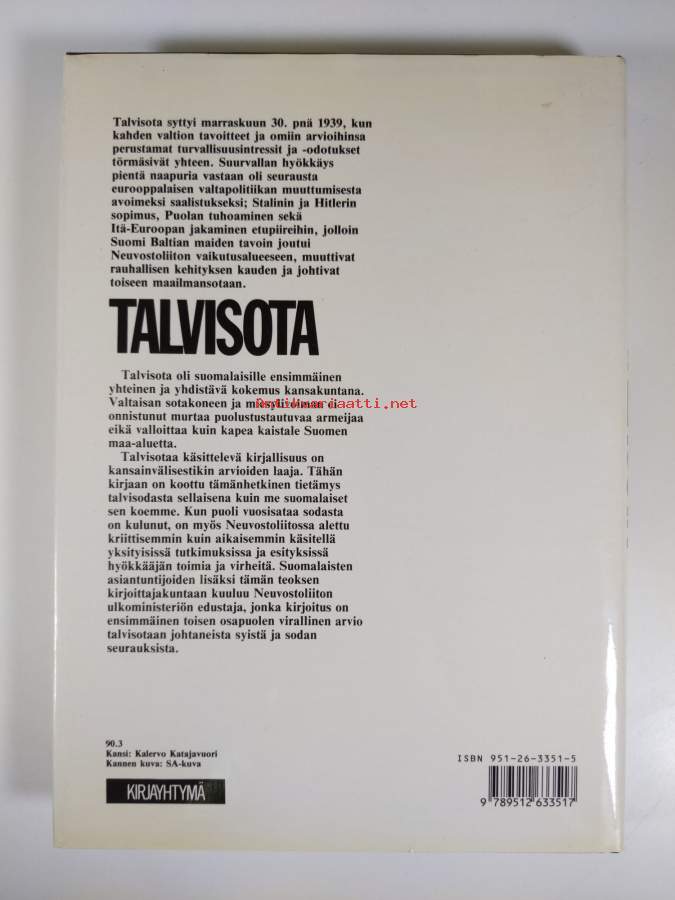 Talvisota syttyi marraskuun 30. pnä 1939, kun
kahden valtion tavoitteet ja omiin arvioihinsa
perustamat turvallisuusintressit ja -odotukset
törmäsivät yhteen. Suurvallan hyökkäys
pientä naapuria vastaan oli seurausta
eurooppalaisen valtapolitiikan muuttumisesta
avoimeksi saalistukseksi; Stalinin ja Hitlerin
sopimus, Puolan tuhoaminen sekä
Itä-Euroopan jakaminen etupiireihin, jolloin
Suomi Baltian maiden tavoin joutui
Neuvostoliiton vaikutusalueeseen, muuttivat
rauhallisen kehityksen kauden ja johtivat
toiseen maailmansotaan.
TALVISOTA
Talvisota oli suomalaisille ensimmäinen
yhteinen ja yhdistävä kokemus kansakuntana.
Valtaisan sotakoneen ja
Antikvariaatti.net
onnistunut murtaa puolustustautuvaa armeijaa
eikä valloittaa kuin kapea kaistale Suomen
maa-aluetta.
Talvisotaa käsittelevä kirjallisuus on
kansainvälisestikin arvioiden laaja. Tähän
kirjaan on koottu tämänhetkinen tietämys
talvisodasta sellaisena kuin me suomalaiset
sen koemme. Kun puoli vuosisataa sodasta
on kulunut, on myös Neuvostoliitossa alettu
kriittisemmin kuin aikaisemmin käsitellä
yksityisissä tutkimuksissa ja esityksissä
hyökkääjän toimia ja virheitä. Suomalaisten
asiantuntijoiden lisäksi tämän teoksen
kirjoittajakuntaan kuuluu Neuvostoliiton
ulkoministeriön edustaja, jonka kirjoitus on
ensimmäinen toisen osapuolen virallinen arvio
talvisotaan johtaneista syistä ja sodan
seurauksista.
90.3
Kansi: Kalervo Katajavuori
Kannen kuva: SA-kuva
KIRJAYHTYMÄ
ISBN 951-26-3351-5
9 789512 633517